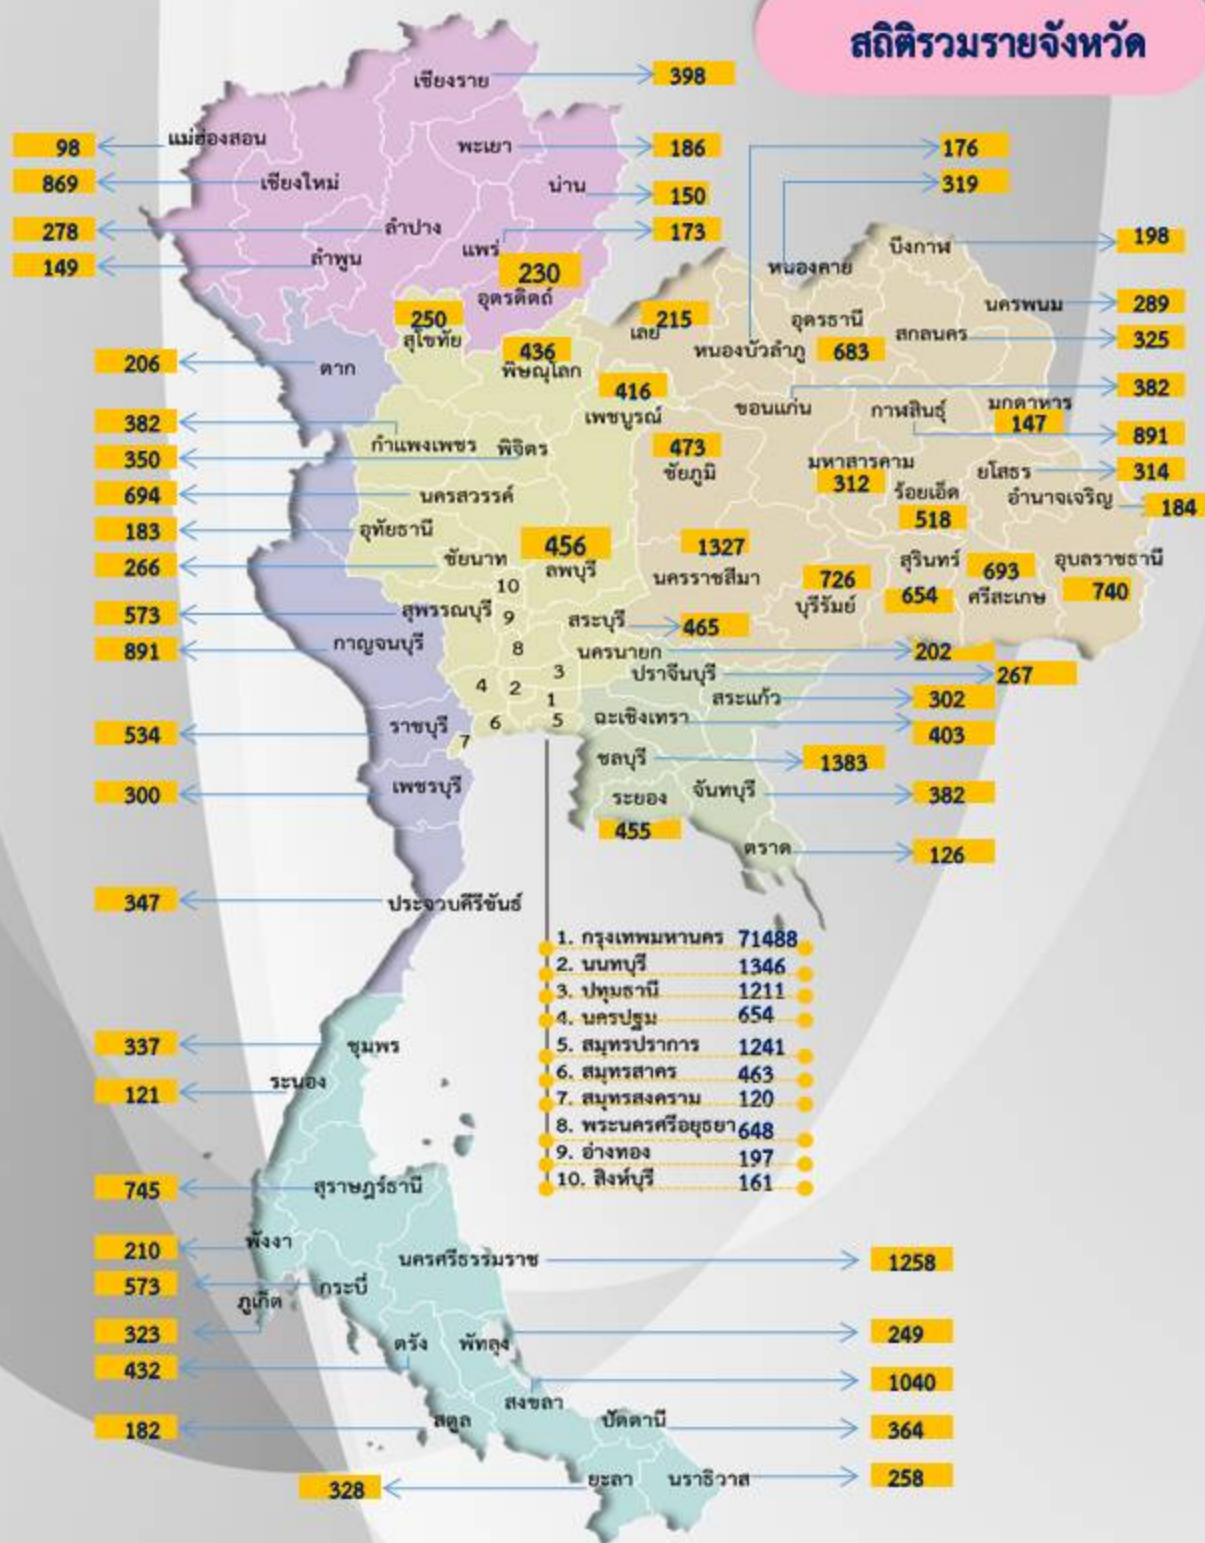 สถิติรวมรายจังหวัด
เชียงราย 398
แม่ฮ่องสอน 98
พะเยา 186
เชียงใหม่ 869
น่าน 150
ลำปาง 278
แพร่ 173
ลำพูน 149
230
อุตรดิตถ์
176
319
หนองคาย
บึงกาฬ 198
250
สุโขทัย
215
เลย
หนองบัวลำภู
อุดรธานี
683
นครพนม 289
สกลนคร 325
ตาก 206
436
พิษณุโลก
416
เพชบูรณ์
ขอนแก่น 382
กาฬสินธุ์ 891
มุกดาหาร
147
กำแพงเพชร 382
พิจิตร 350
473
ชัยภูมิ
มหาสารคาม
312
ยโสธร 314
ร้อยเอ็ด
518
อำนาจเจริญ 184
นครสวรรค์ 694
อุทัยธานี 183
ชัยนาท 266
456
ลพบุรี
1327
นครราชสีมา
726
บุรีรัมย์
สุรินทร์
654
693
ศรีสะเกษ
อุบลราชธานี
740
10
สุพรรณบุรี 573
9
สระบุรี 465
กาญจนบุรี 891
8
นครนายก 202
3
ปราจีนบุรี 267
4
2
1
สระแก้ว 302
ราชบุรี 534
6
5
ฉะเชิงเทรา 403
7
ชลบุรี 1383
เพชรบุรี 300
ระยอง
455
จันทบุรี 382
ตราด 126
ประจวบคีรีขันธ์ 347
1. กรุงเทพมหานคร 71488
2. นนทบุรี 1346
3. ปทุมธานี 1211
4. นครปฐม 654
5. สมุทรปราการ 1241
6. สมุทรสาคร 463
7. สมุทรสงคราม 120
8. พระนครศรีอยุธยา 648
9. อ่างทอง 197
10. สิงห์บุรี 161
ชุมพร 337
ระนอง 121
สุราษฎร์ธานี 745
พังงา 210
นครศรีธรรมราช 1258
กระบี่ 573
ภูเก็ต 323
ตรัง 432
พัทลุง 249
สงขลา 1040
สตูล 182
ปัตตานี 364
ยะลา 328
นราธิวาส 258